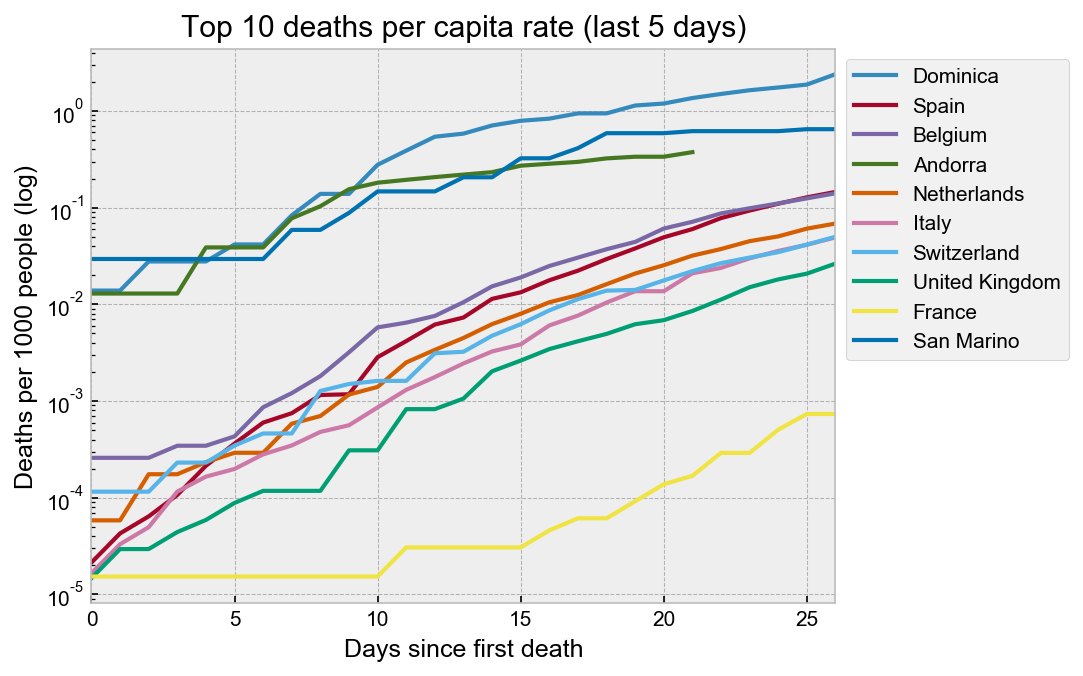 Top 10 deaths per capita rate (last 5 days)
Deaths per 1000 people (log)
10^0
10^-1
10^-2
10^-3
10^-4
10^-5
0 5 10 15 20 25
Days since first death
Dominica
Spain
Belgium
Andorra
Netherlands
Italy
Switzerland
United Kingdom
France
San Marino